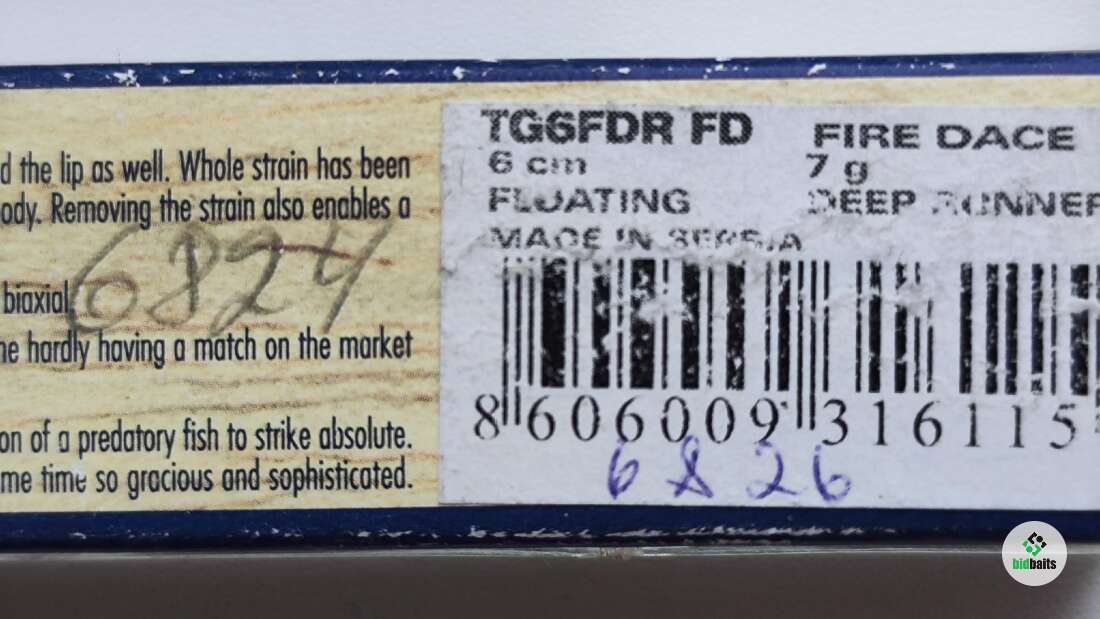 d the lip as well. Whole strain has been
ody. Removing the strain also enables a
biaxial
ne hardly having a match on the market
on of a predatory fish to strike absolute.
me time so gracious and sophisticated.
6824
TG6FDR FD FIRE DACE
6 cm 7 g
FLOATING DEEP RUNNER
MADE IN SERBIA
8 606009 316115
6826
bidbaits